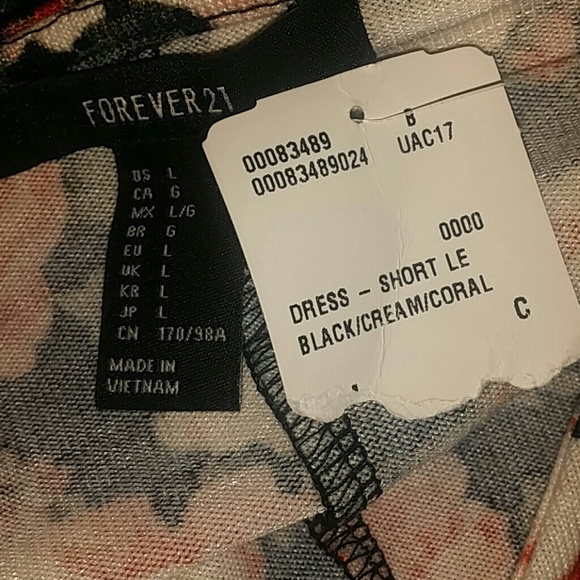 FOREVER 21
US L
CA G
MX L/G
BR G
EU L
UK L
KR L
JP L
CN 170/98A
MADE IN
VIETNAM
00083489 B
00083489024 UAC17
0000
DRESS - SHORT LE
BLACK/CREAM/CORAL
C